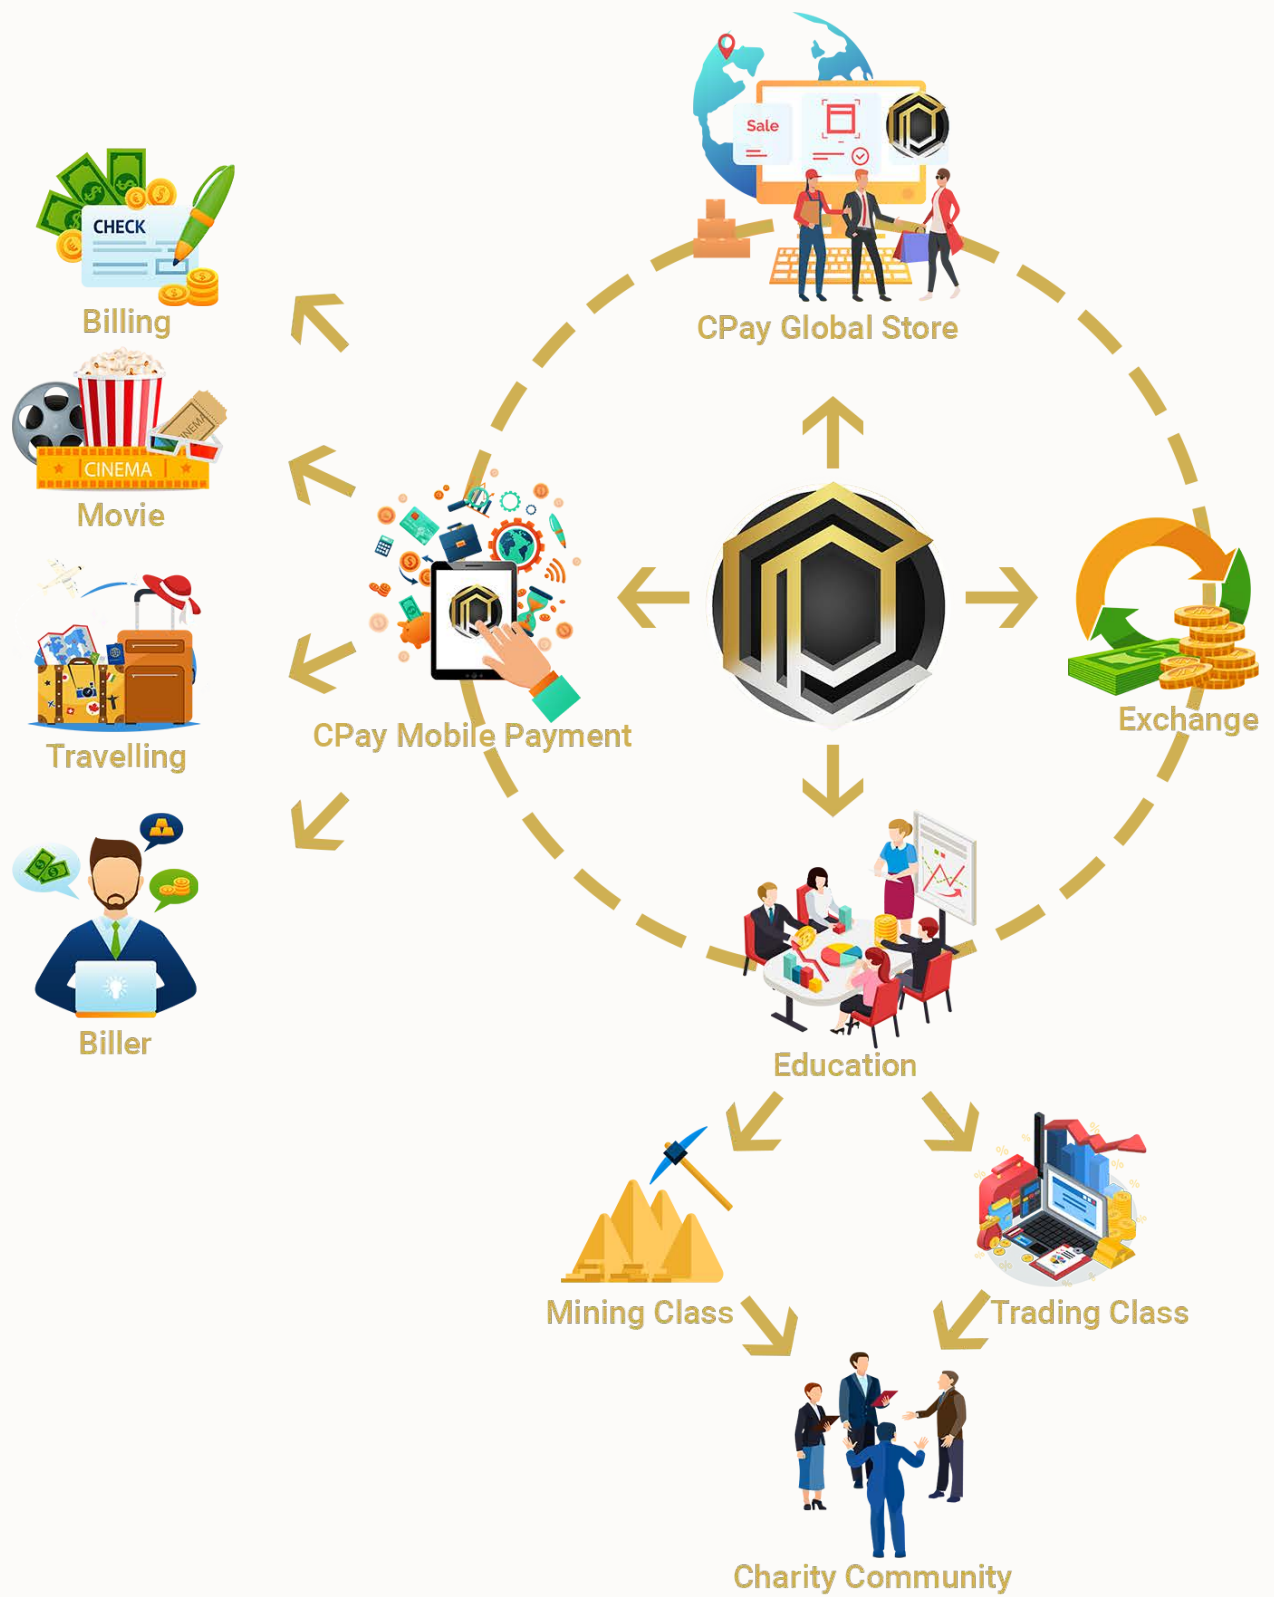 Sale
CPay Global Store
CHECK
Billing
CINEMA
CINEMA
Movie
Travelling
CPay Mobile Payment
Exchange
Biller
Education
Mining Class
Trading Class
Charity Community